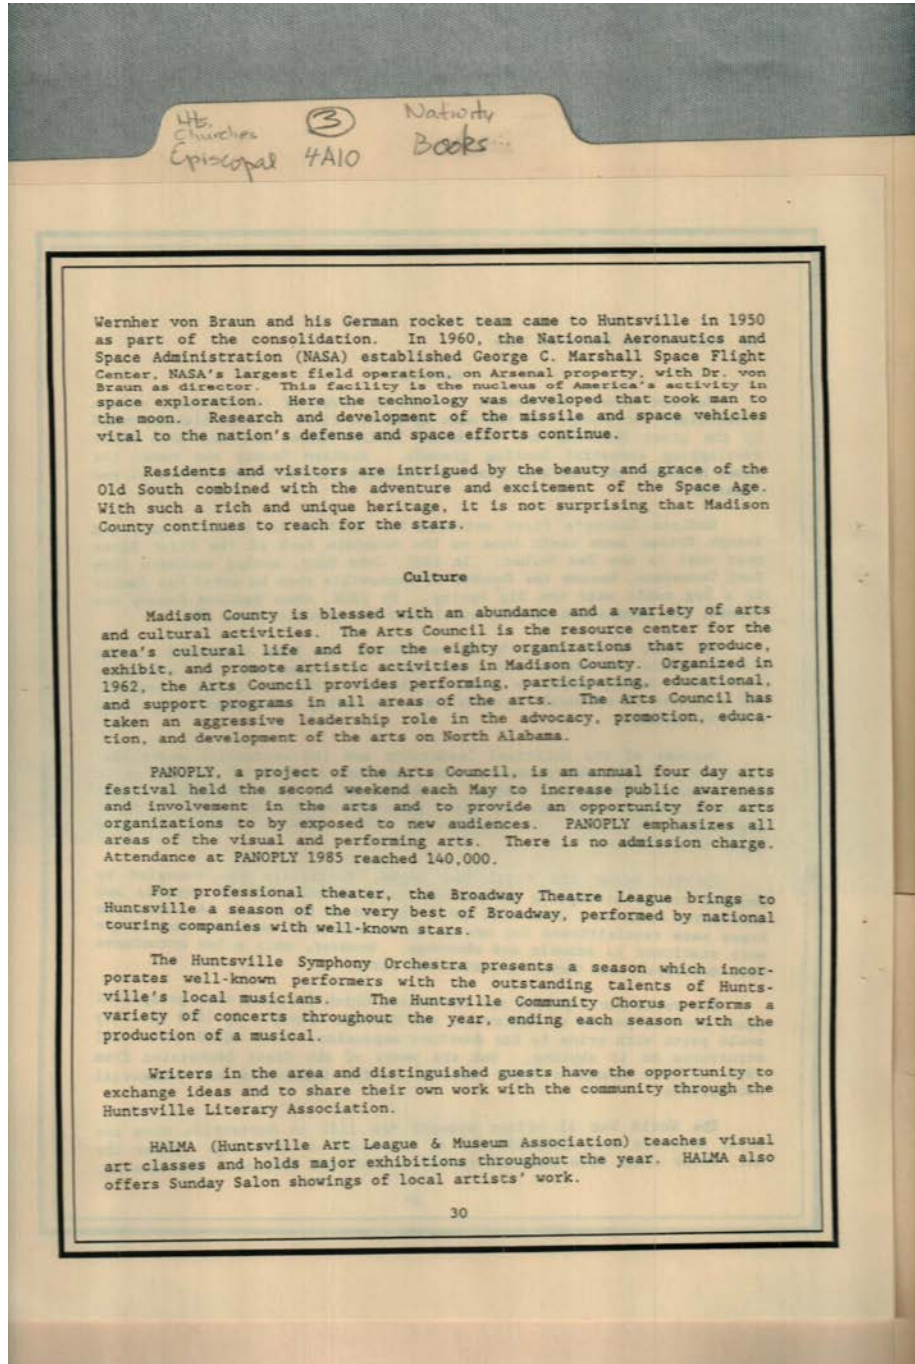 Ht.
Churches
Episcopal
3
4A10
Nativity
Books
Wernher von Braun and his German rocket team came to Huntsville in 1950
as part of the consolidation. In 1960, the National Aeronautics and
Space Administration (NASA) established George C. Marshall Space Flight
Center, NASA's largest field operation, on Arsenal property, with Dr. von
Braun as director. This facility is the nucleus of America's activity in
space exploration. Here the technology was developed that took man to
the moon. Research and development of the missile and space vehicles
vital to the nation's defense and space efforts continue.
Residents and visitors are intrigued by the beauty and grace of the
Old South combined with the adventure and excitement of the Space Age.
With such a rich and unique heritage, it is not surprising that Madison
County continues to reach for the stars.
Culture
Madison County is blessed with an abundance and a variety of arts
and cultural activities. The Arts Council is the resource center for the
area's cultural life and for the eighty organizations that produce,
exhibit, and promote artistic activities in Madison County. Organized in
1962, the Arts Council provides performing, participating, educational,
and support programs in all areas of the arts. The Arts Council has
taken an aggressive leadership role in the advocacy, promotion, educa-
tion, and development of the arts on North Alabama.
PANOPLY, a project of the Arts Council, is an annual four day arts
festival held the second weekend each May to increase public awareness
and involvement in the arts and to provide an opportunity for arts
organizations to by exposed to new audiences. PANOPLY emphasizes all
areas of the visual and performing arts. There is no admission charge.
Attendance at PANOPLY 1985 reached 140,000.
For professional theater, the Broadway Theatre League brings to
Huntsville a season of the very best of Broadway, performed by national
touring companies with well-known stars.
The Huntsville Symphony Orchestra presents a season which incor-
porates well-known performers with the outstanding talents of Hunts-
ville's local musicians. The Huntsville Community Chorus performs a
variety of concerts throughout the year, ending each season with the
production of a musical.
Writers in the area and distinguished guests have the opportunity to
exchange ideas and to share their own work with the community through the
Huntsville Literary Association.
HALMA (Huntsville Art League & Museum Association) teaches visual
art classes and holds major exhibitions throughout the year. HALMA also
offers Sunday Salon showings of local artists' work.
30